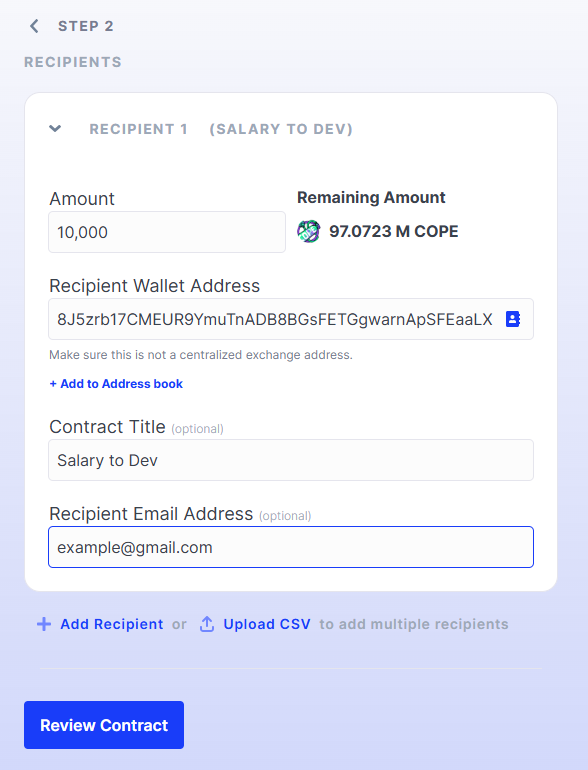 STEP 2
RECIPIENTS
RECIPIENT 1 (SALARY TO DEV)
Amount
10,000
Remaining Amount
97.0723 M COPE
Recipient Wallet Address
8J5zrb17CMEUR9YmuTnADB8BGsFETGgwarnApSFEaaLX
Make sure this is not a centralized exchange address.
+ Add to Address book
Contract Title (optional)
Salary to Dev
Recipient Email Address (optional)
example@gmail.com
Add Recipient or Upload CSV to add multiple recipients
Review Contract